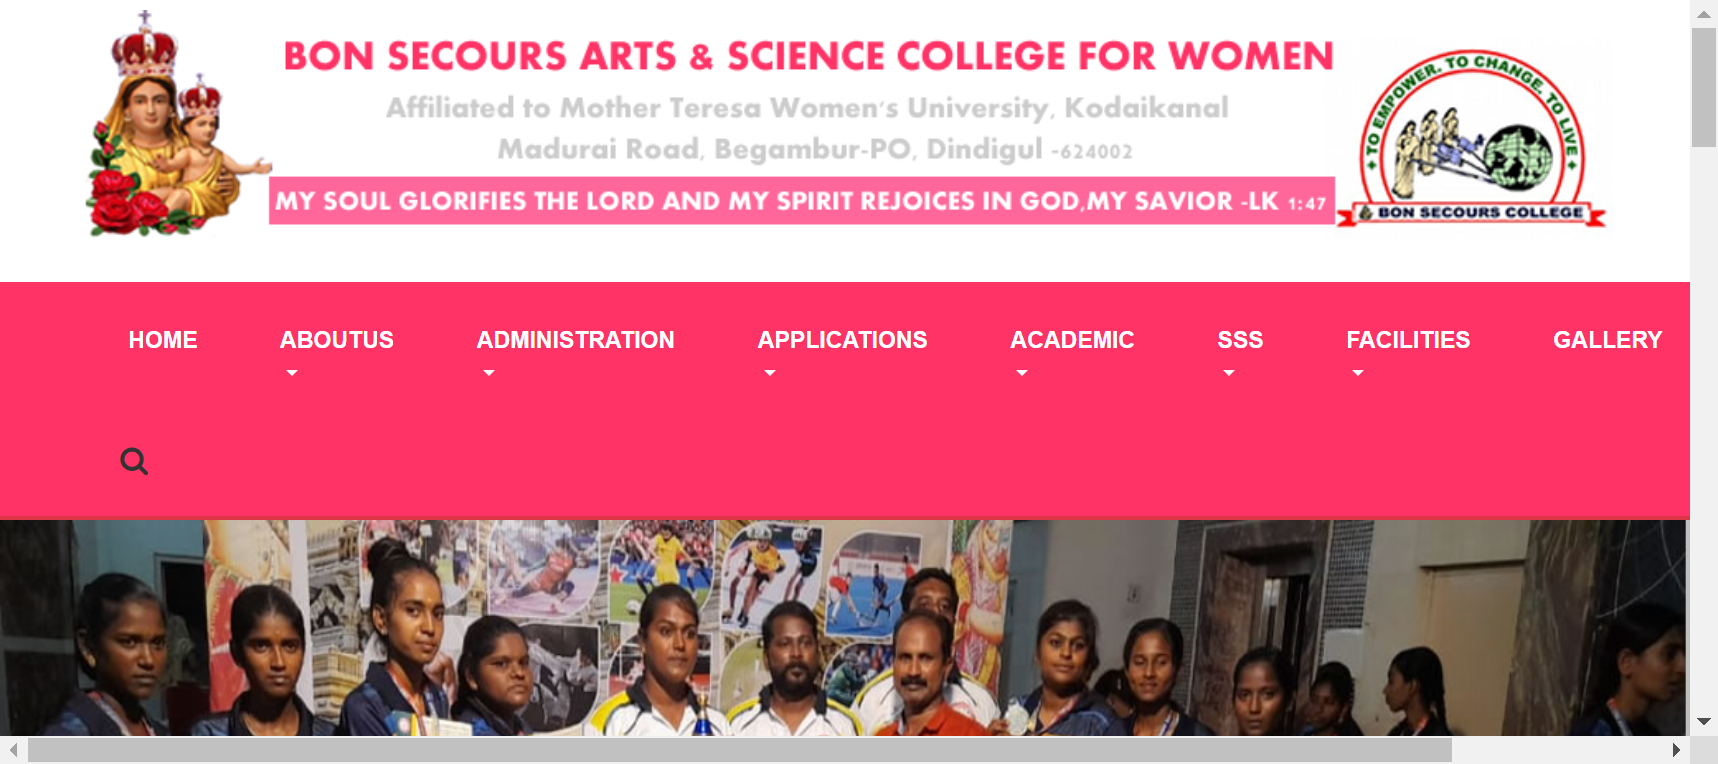 BON SECOURS ARTS & SCIENCE COLLEGE FOR WOMEN
Affiliated to Mother Teresa Women's University, Kodaikanal
Madurai Road, Begambur-PO, Dindigul -624002
MY SOUL GLORIFIES THE LORD AND MY SPIRIT REJOICES IN GOD,MY SAVIOR -LK 1:47
TO EMPOWER. TO CHANGE. TO LIVE
BON SECOURS COLLEGE
HOME ABOUTUS ADMINISTRATION APPLICATIONS ACADEMIC SSS FACILITIES GALLERY